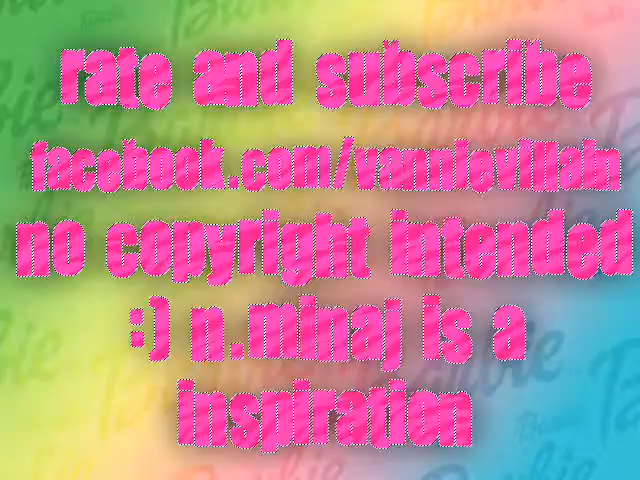 rate and subscribe
facebook.com/vannievillain
no copyright intended
:) n.minaj is a
inspiration